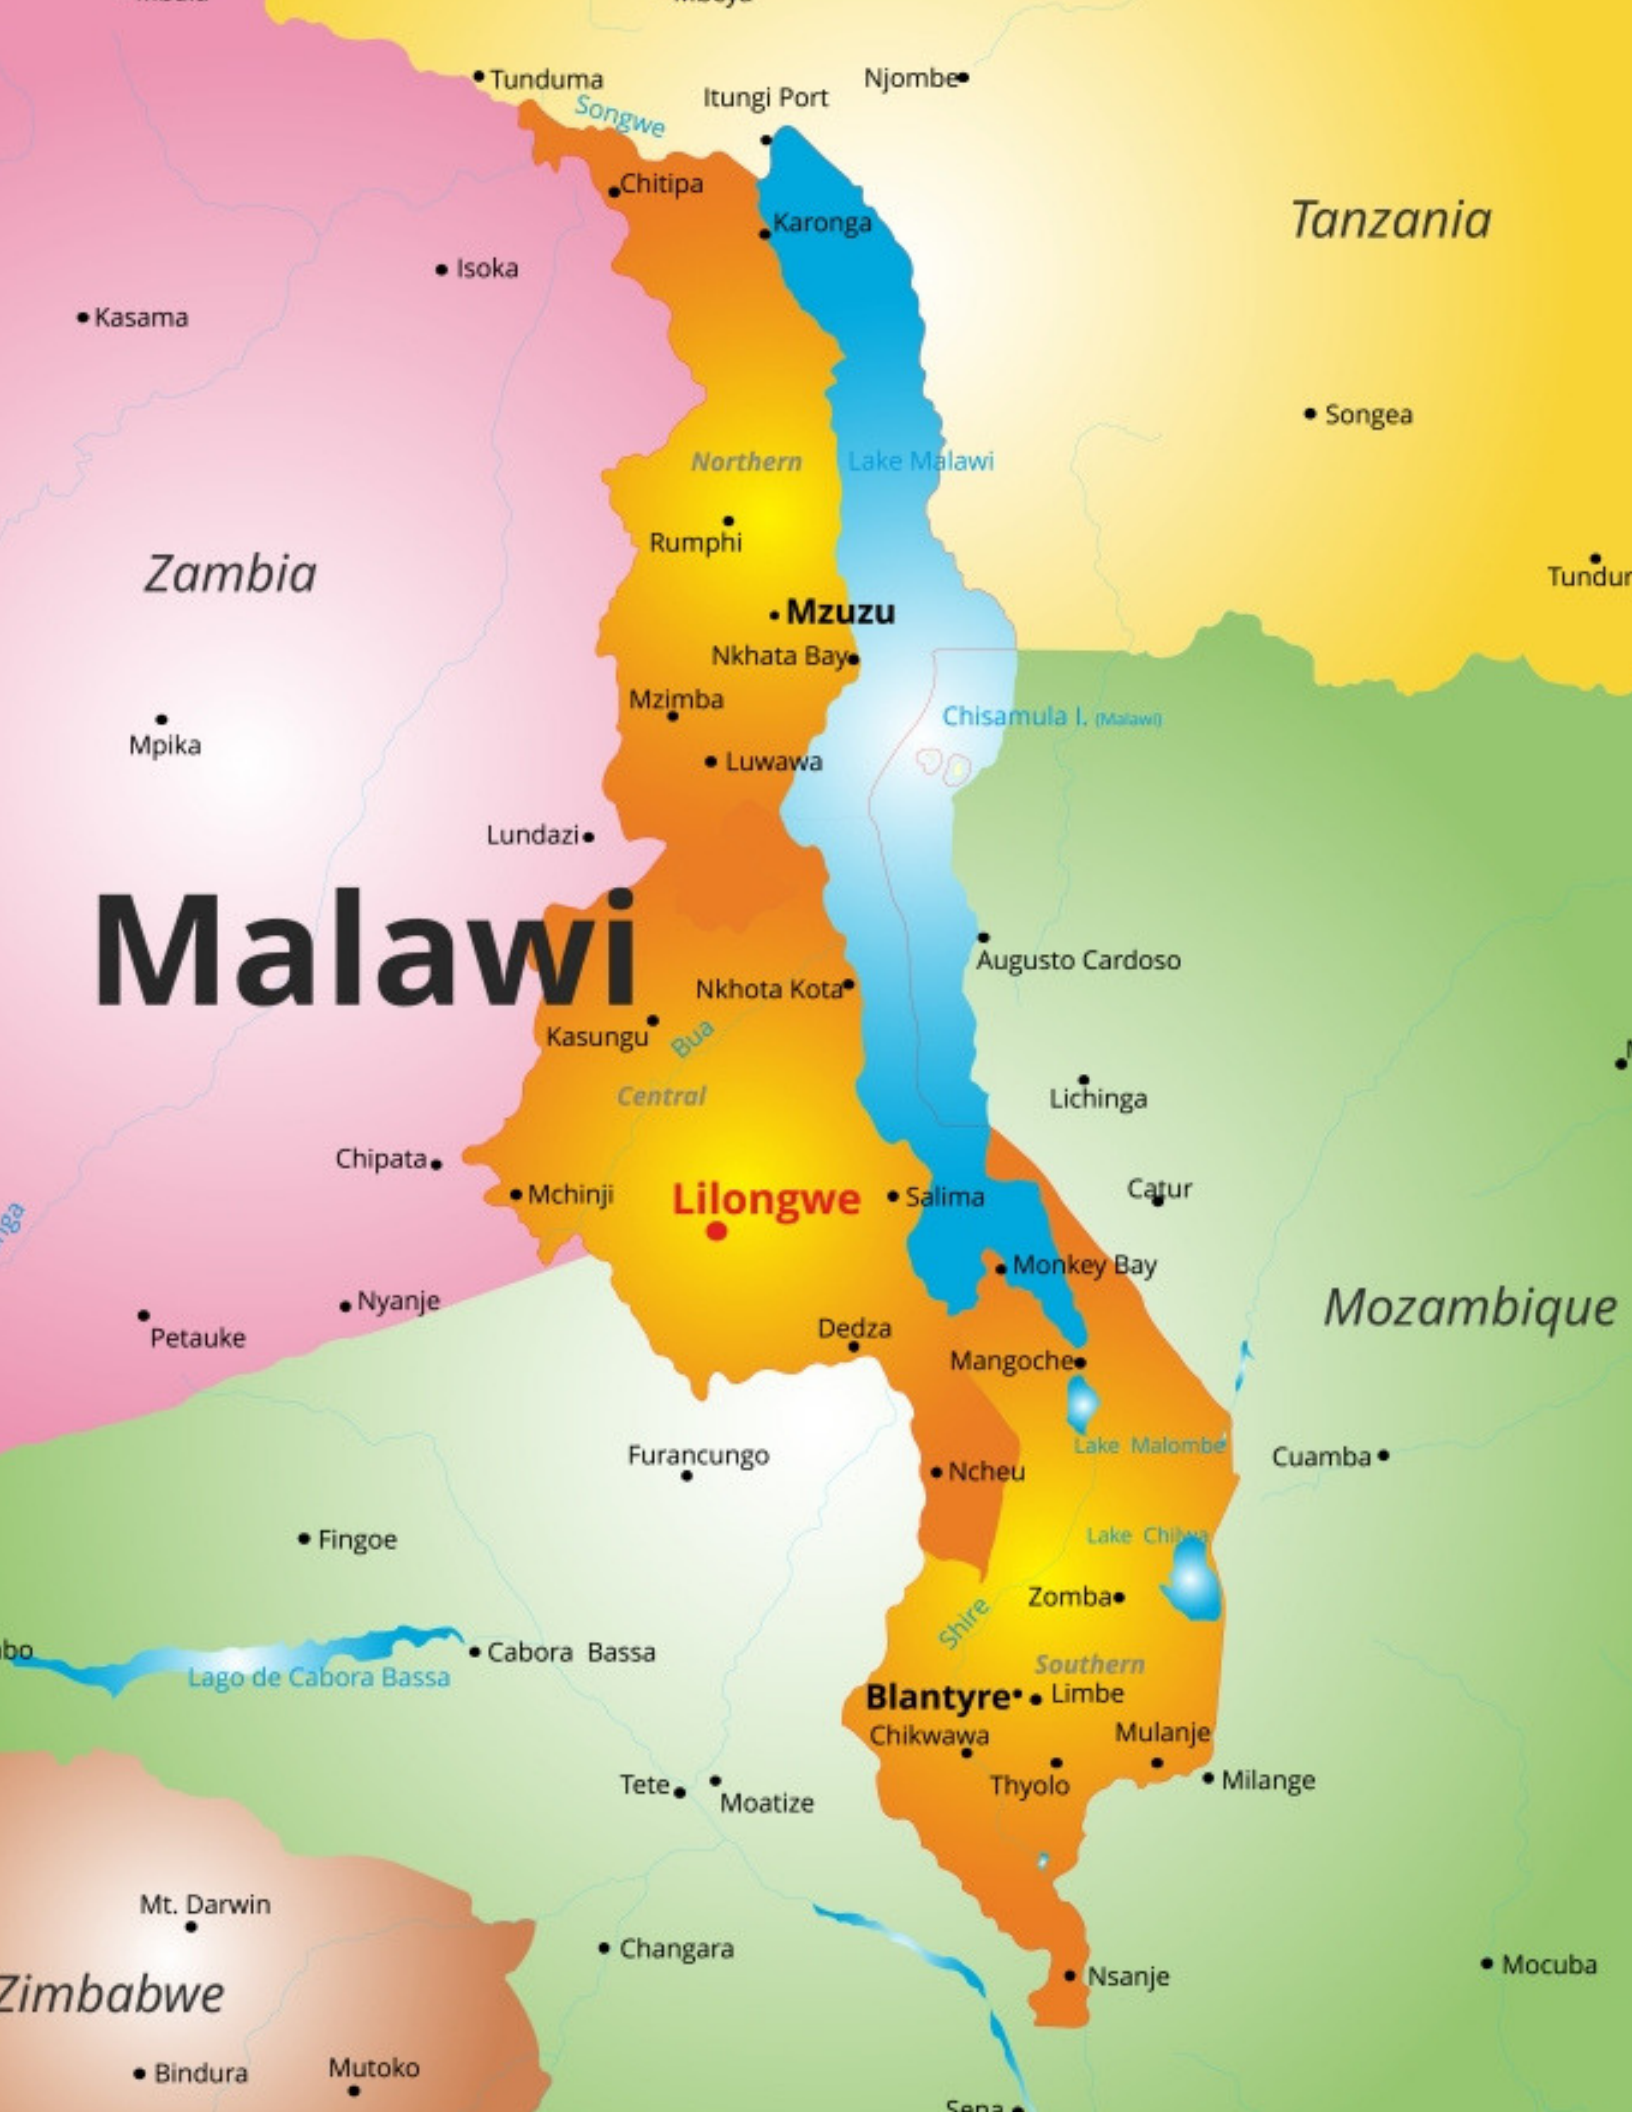 Tunduma
Songwe
Itungi Port
Njombe
Chitipa
Karonga
Tanzania
Isoka
Kasama
Songea
Northern
Lake Malawi
Rumphi
Zambia
Mzuzu
Nkhata Bay
Mzimba
Chisamula I. (Malawi)
Mpika
Luwawa
Lundazi
Malawi
Augusto Cardoso
Nkhota Kota
Kasungu
Bua
Central
Lichinga
Chipata
Mchinji
Lilongwe
Salima
Catur
Monkey Bay
Nyanje
Petauke
Mozambique
Dedza
Mangoche
Lake Malombe
Furancungo
Ncheu
Cuamba
Fingoe
Lake Chilwa
Zomba
Shire
Cabora Bassa
Lago de Cabora Bassa
Southern
Blantyre
Limbe
Chikwawa
Mulanje
Tete
Moatize
Thyolo
Milange
Mt. Darwin
Changara
Nsanje
Mocuba
Zimbabwe
Bindura
Mutoko
Sena